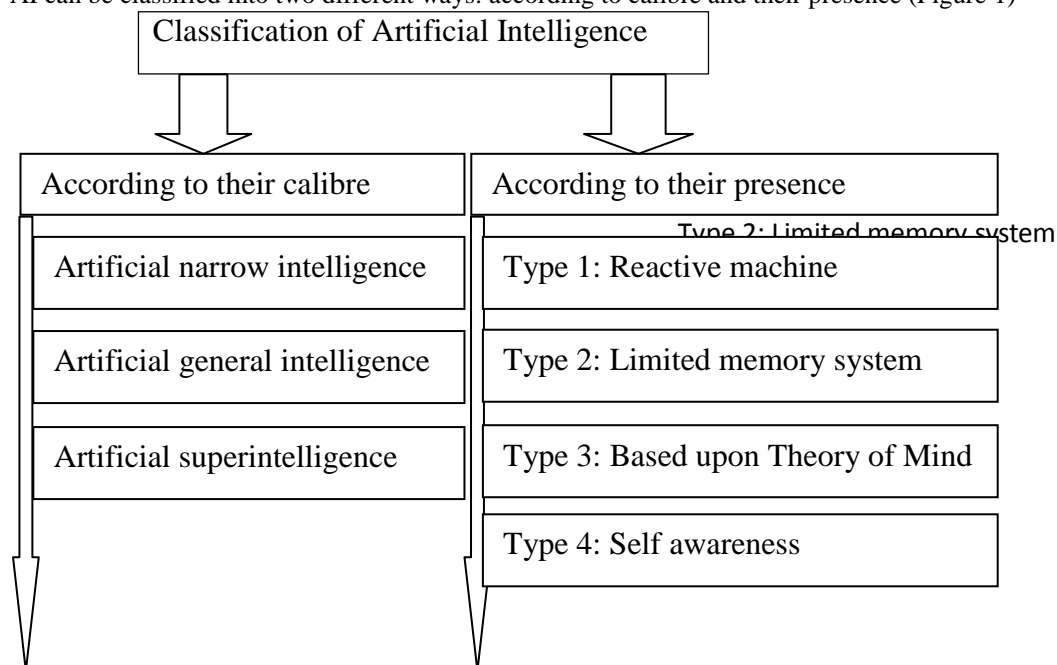 AI can be classified into two different ways: according to calibre and their presence (Figure 1)
Classification of Artificial Intelligence
According to their calibre
According to their presence
Type 2: Limited memory system
Artificial narrow intelligence
Type 1: Reactive machine
Artificial general intelligence
Type 2: Limited memory system
Artificial superintelligence
Type 3: Based upon Theory of Mind
Type 4: Self awareness